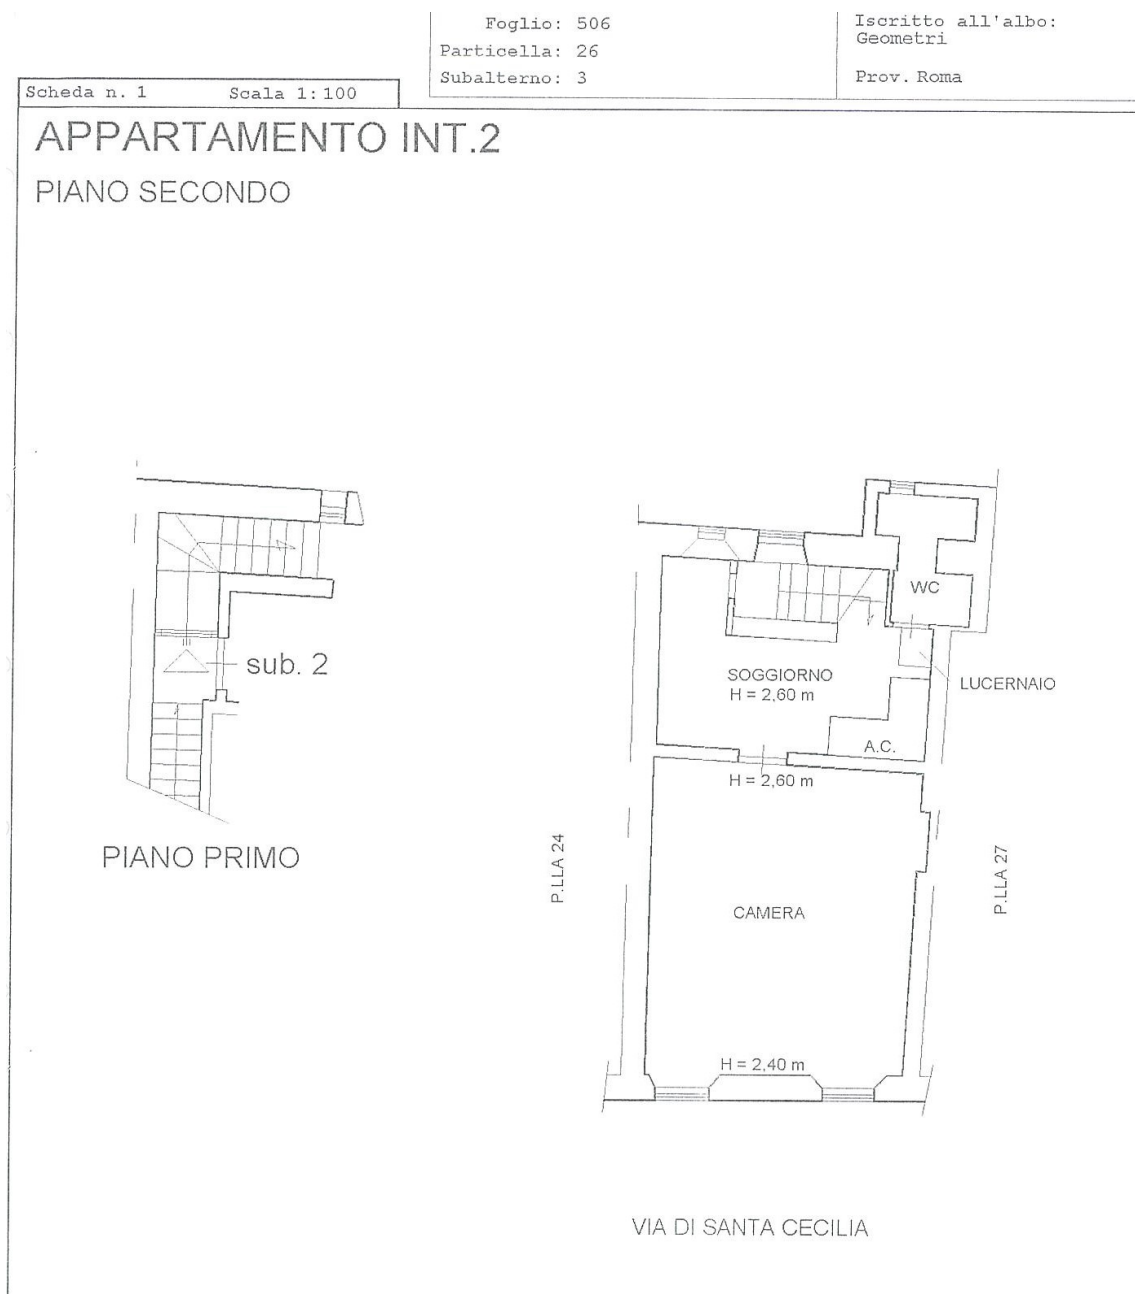 Foglio: 506
Particella: 26
Subalterno: 3
Iscritto all'albo:
Geometri
Prov. Roma
Scheda n. 1 Scala 1:100
APPARTAMENTO INT.2
PIANO SECONDO
sub. 2
PIANO PRIMO
WC
SOGGIORNO
H = 2,60 m
LUCERNAIO
A.C.
H = 2,60 m
P.LLA 24
P.LLA 27
CAMERA
H = 2,40 m
VIA DI SANTA CECILIA